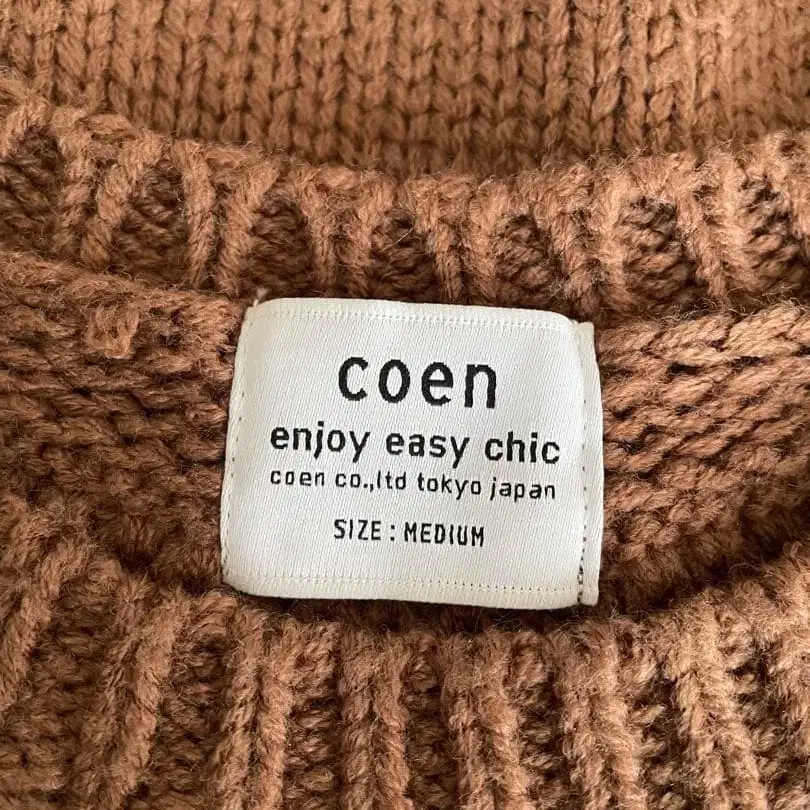 coen
enjoy easy chic
coen co.,ltd tokyo japan
SIZE : MEDIUM